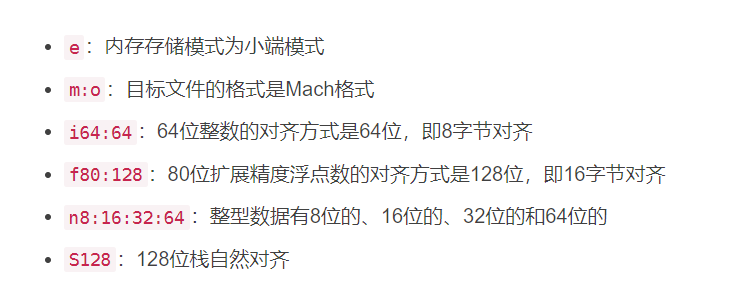 e：内存存储模式为小端模式
m:o：目标文件的格式是Mach格式
i64:64：64位整数的对齐方式是64位，即8字节对齐
f80:128：80位扩展精度浮点数的对齐方式是128位，即16字节对齐
n8:16:32:64：整型数据有8位的、16位的、32位的和64位的
S128：128位栈自然对齐